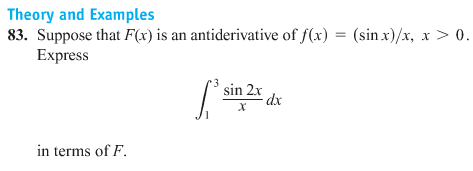 Theory and Examples
83. Suppose that F(x) is an antiderivative of f(x) = (sin x)/x, x > 0.
Express
∫₁³ sin 2x / x dx
in terms of F.